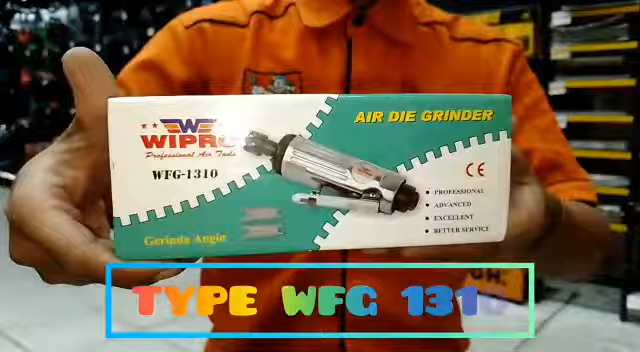 WIPRO
Professional Air Tools
WFG-1310
Gerinda Angin
AIR DIE GRINDER
CE
• PROFESSIONAL
• ADVANCED
• EXCELLENT
• BETTER SERVICE
TYPE WFG 131